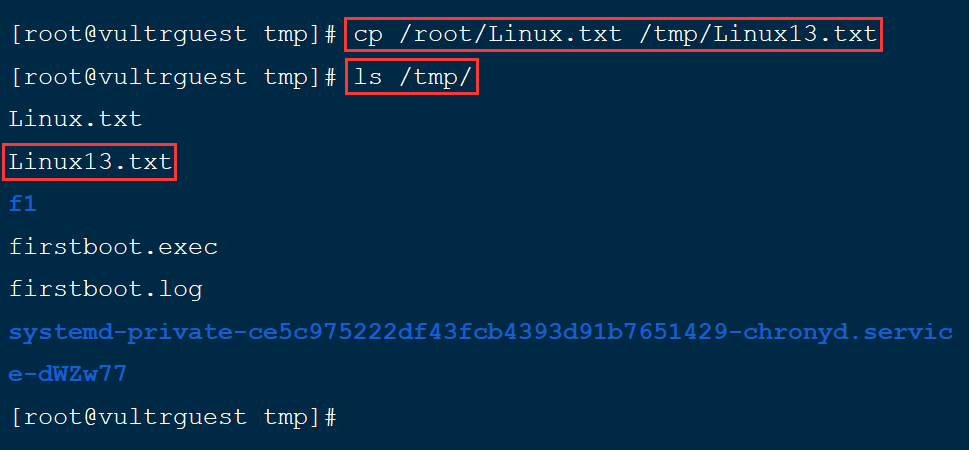 [root@vultrguest tmp]# cp /root/Linux.txt /tmp/Linux13.txt
[root@vultrguest tmp]# ls /tmp/
Linux.txt
Linux13.txt
f1
firstboot.exec
firstboot.log
systemd-private-ce5c975222df43fcb4393d91b7651429-chronyd.servic
e-dWZw77
[root@vultrguest tmp]#